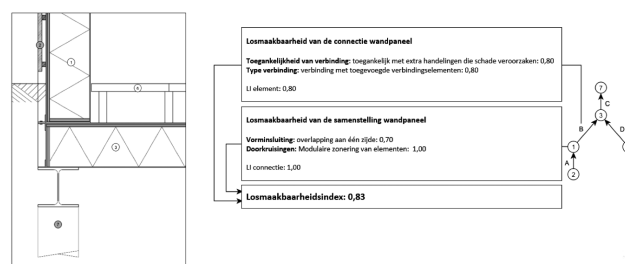 Losmaakbaarheid van de connectie wandpaneel
Toegankelijkheid van verbinding: toegankelijk met extra handelingen die schade veroorzaken: 0,80
Type verbinding: verbinding met toegevoegde verbindingselementen: 0,80
LI element: 0,80
Losmaakbaarheid van de samenstelling wandpaneel
Vorminsluiting: overlapping aan één zijde: 0,70
Doorkruisingen: Modulaire zonering van elementen: 1,00
LI connectie: 1,00
Losmaakbaarheidsindex: 0,83
1
3
7
C
3
B
D
1
A
2